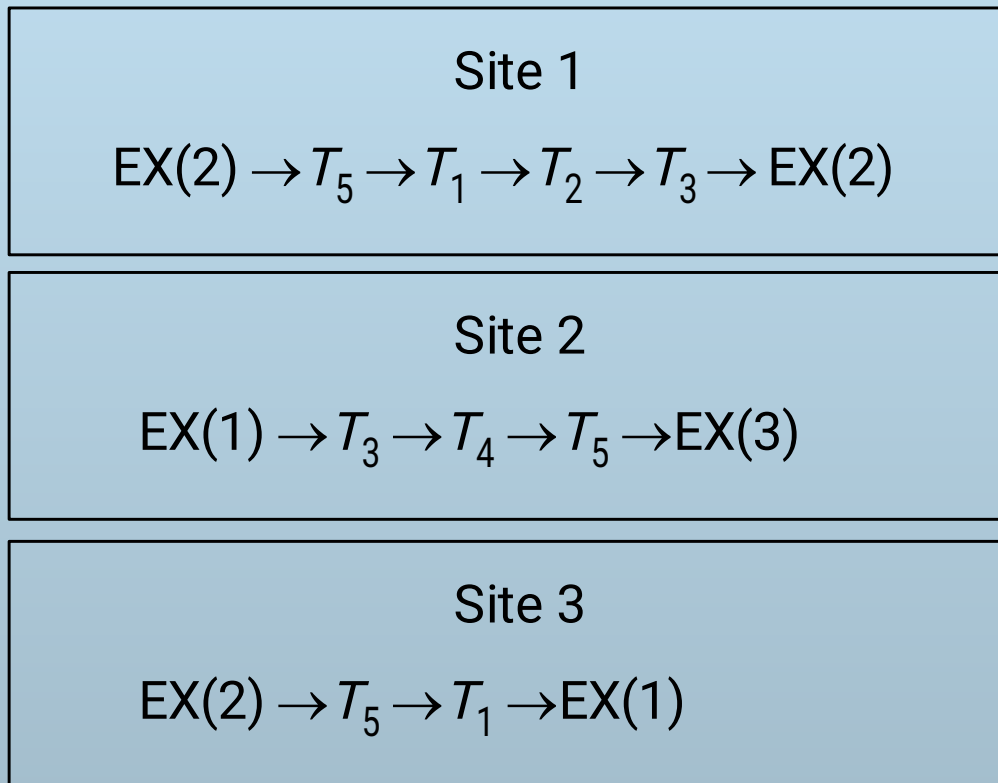 Site 1
EX(2) → T₅ → T₁ → T₂ → T₃ → EX(2)
Site 2
EX(1) → T₃ → T₄ → T₅ → EX(3)
Site 3
EX(2) → T₅ → T₁ → EX(1)